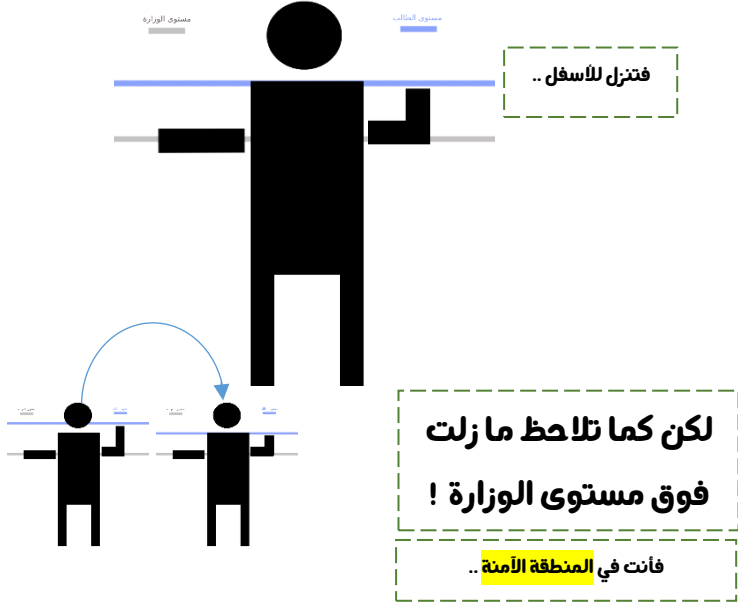 مستوى الطالب
مستوى الوزارة
فتنزل للأسفل ..
لكن كما تلاحظ ما زلت
فوق مستوى الوزارة !
فأنت في المنطقة الآمنة ..